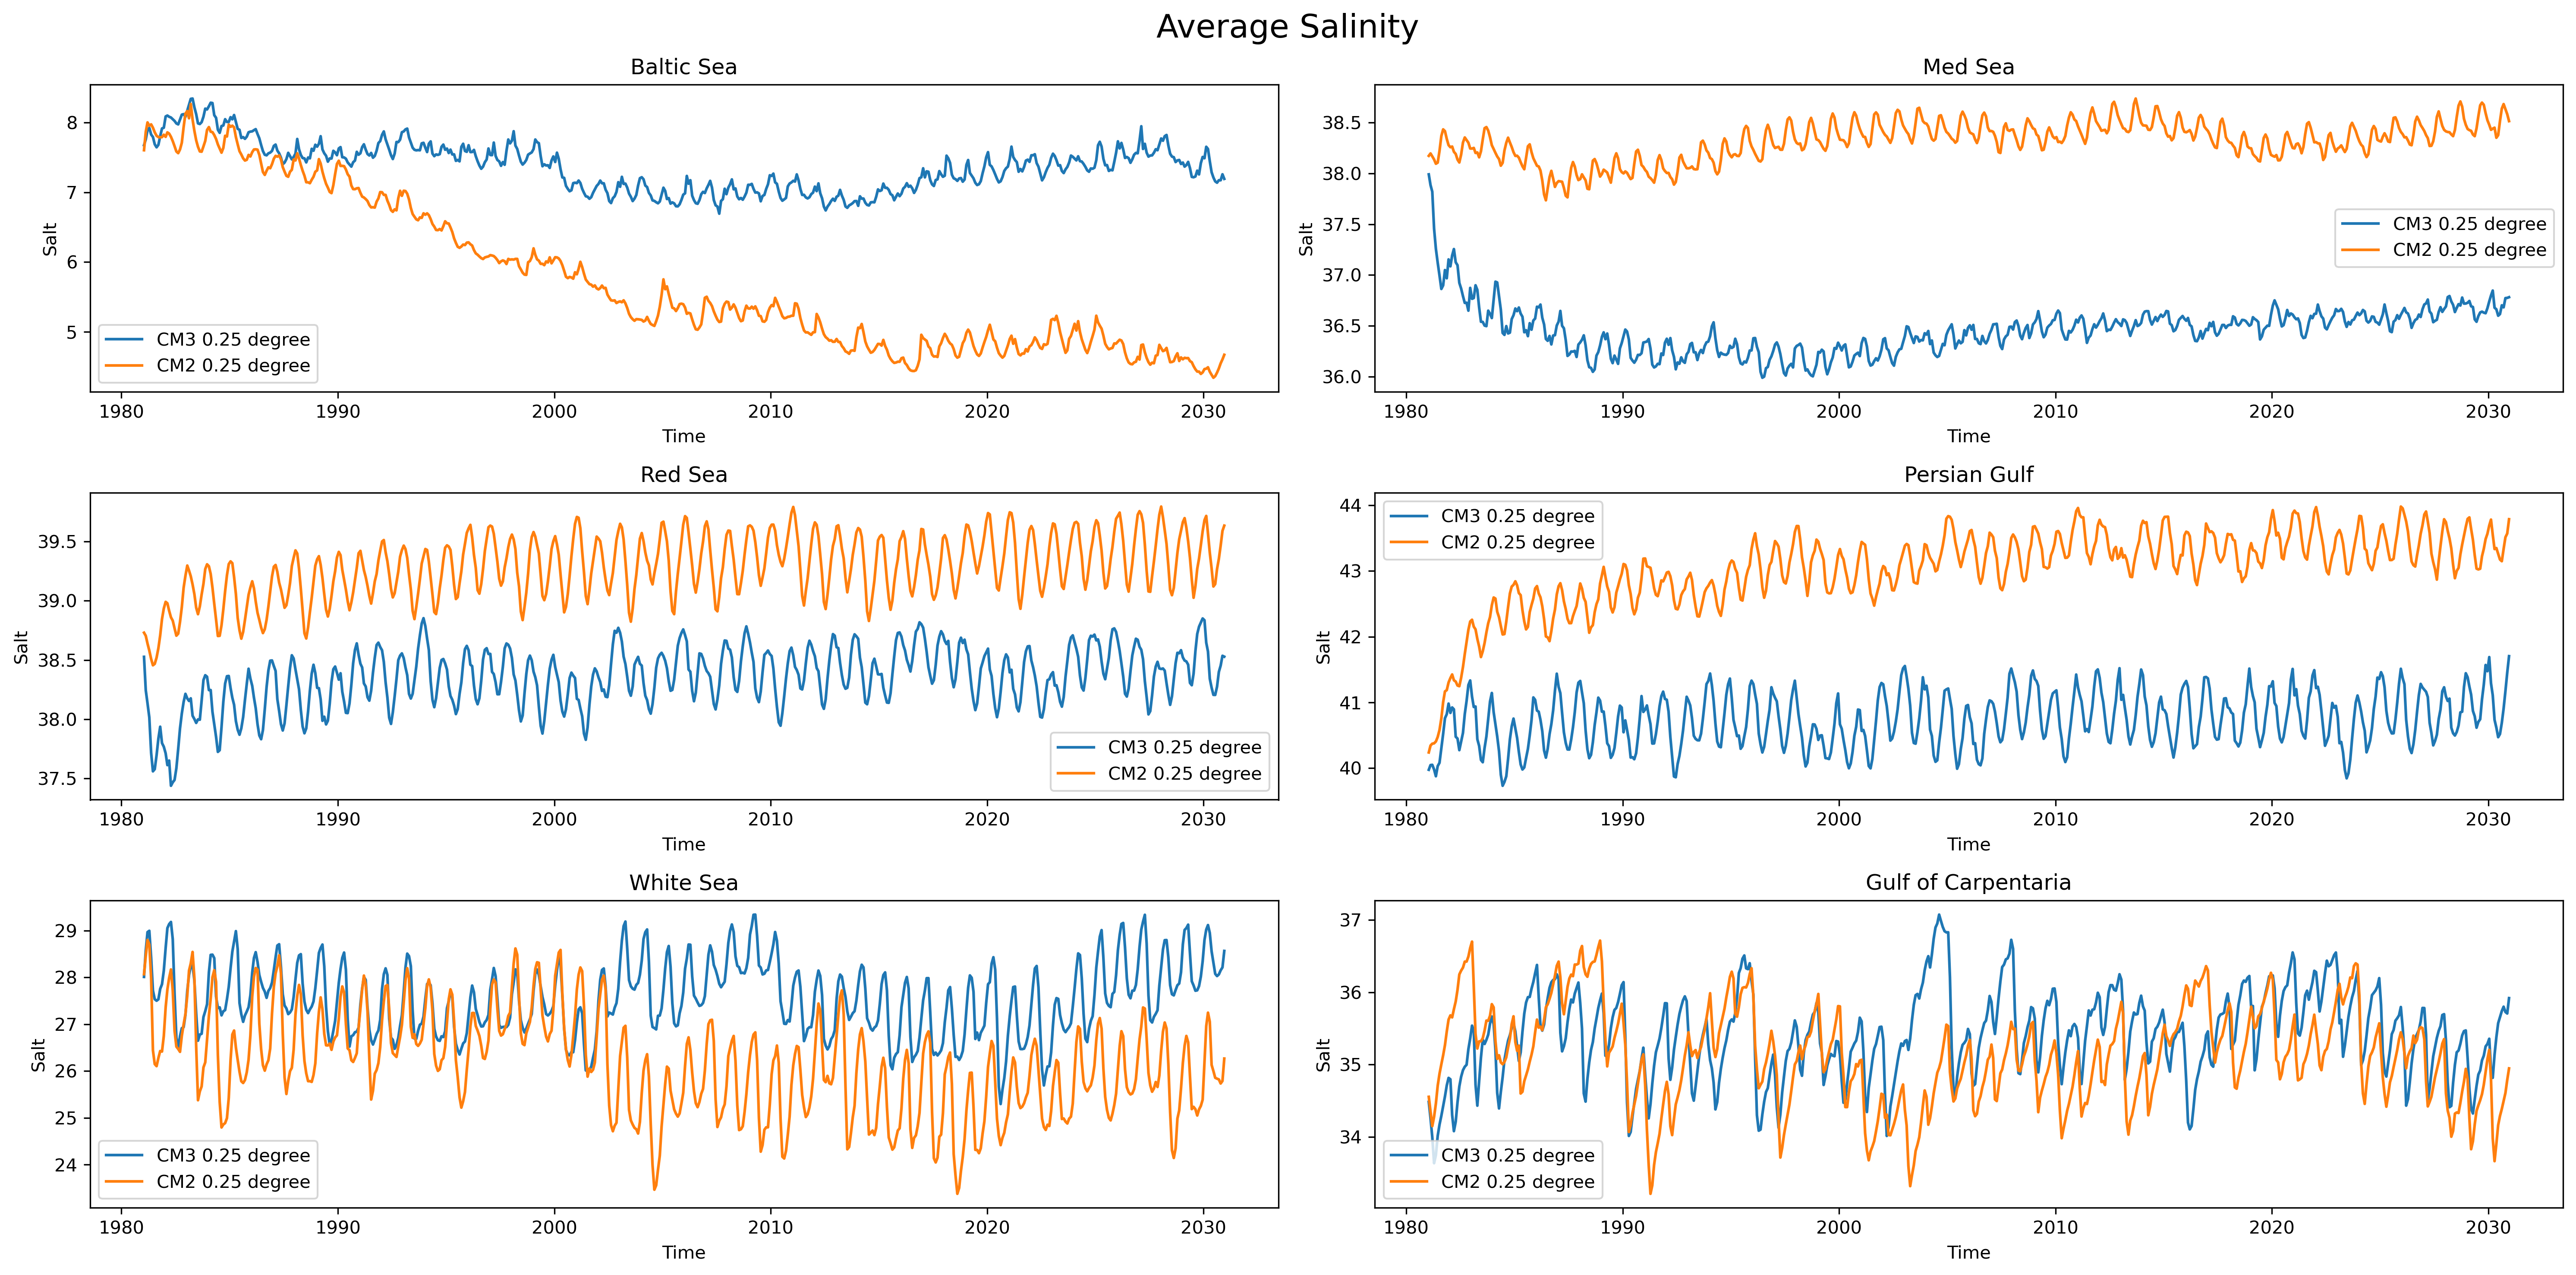 Average Salinity
Baltic Sea
8
7
6
5
Salt
CM3 0.25 degree
CM2 0.25 degree
1980 1990 2000 2010 2020 2030
Time
Med Sea
38.5
38.0
37.5
37.0
36.5
36.0
Salt
CM3 0.25 degree
CM2 0.25 degree
1980 1990 2000 2010 2020 2030
Time
Red Sea
39.5
39.0
38.5
38.0
37.5
Salt
CM3 0.25 degree
CM2 0.25 degree
1980 1990 2000 2010 2020 2030
Time
Persian Gulf
44
43
42
41
40
Salt
CM3 0.25 degree
CM2 0.25 degree
1980 1990 2000 2010 2020 2030
Time
White Sea
29
28
27
26
25
24
Salt
CM3 0.25 degree
CM2 0.25 degree
1980 1990 2000 2010 2020 2030
Time
Gulf of Carpentaria
37
36
35
34
Salt
CM3 0.25 degree
CM2 0.25 degree
1980 1990 2000 2010 2020 2030
Time